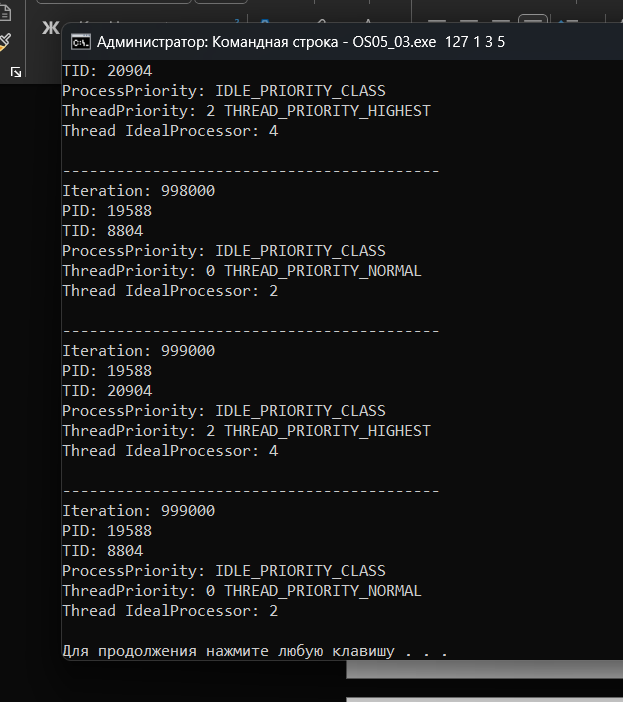 Ж
Администратор: Командная строка - OS05_03.exe 127 1 3 5
TID: 20904
ProcessPriority: IDLE_PRIORITY_CLASS
ThreadPriority: 2 THREAD_PRIORITY_HIGHEST
Thread IdealProcessor: 4
------------------------------------------
Iteration: 998000
PID: 19588
TID: 8804
ProcessPriority: IDLE_PRIORITY_CLASS
ThreadPriority: 0 THREAD_PRIORITY_NORMAL
Thread IdealProcessor: 2
------------------------------------------
Iteration: 999000
PID: 19588
TID: 20904
ProcessPriority: IDLE_PRIORITY_CLASS
ThreadPriority: 2 THREAD_PRIORITY_HIGHEST
Thread IdealProcessor: 4
------------------------------------------
Iteration: 999000
PID: 19588
TID: 8804
ProcessPriority: IDLE_PRIORITY_CLASS
ThreadPriority: 0 THREAD_PRIORITY_NORMAL
Thread IdealProcessor: 2
Для продолжения нажмите любую клавишу . . .